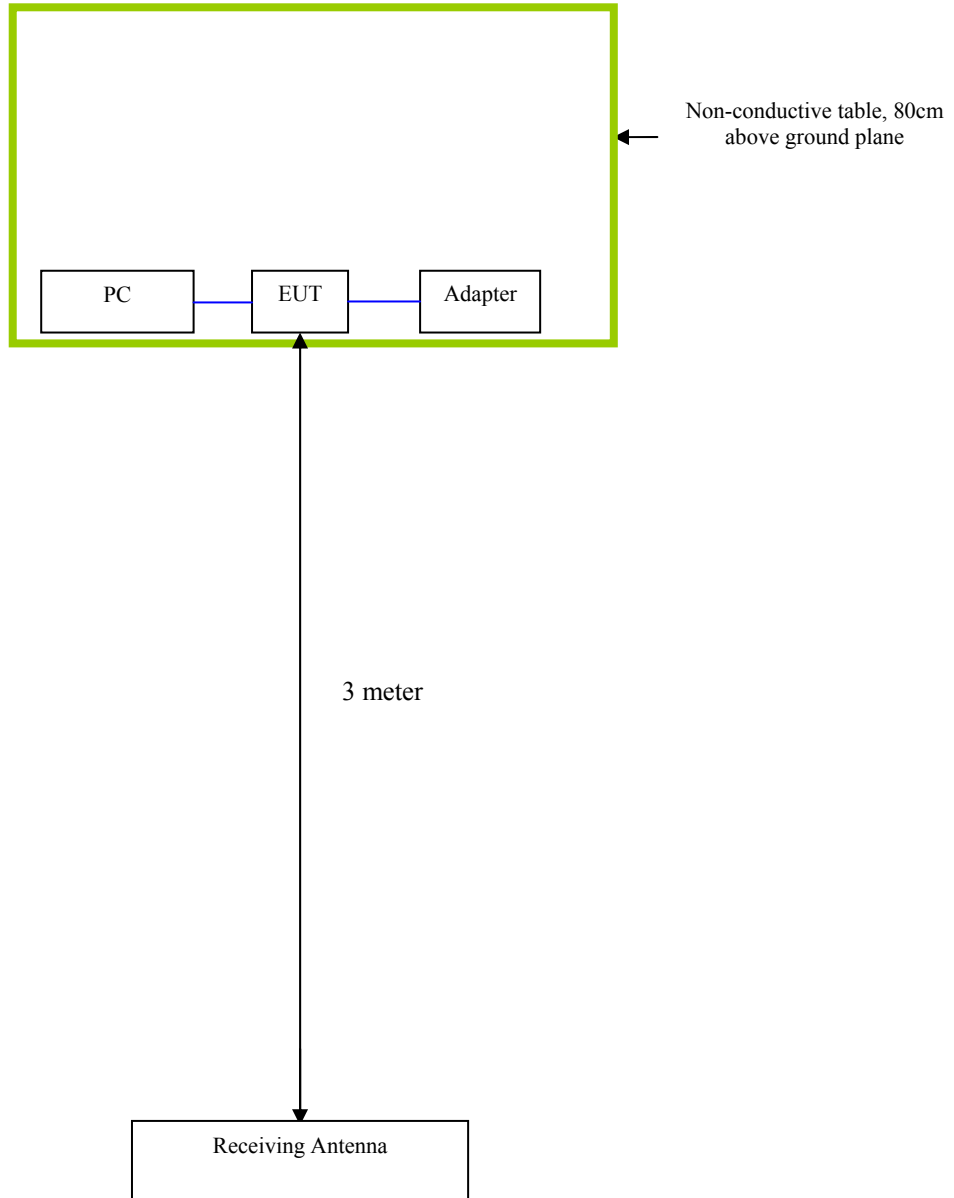 Non-conductive table, 80cm
above ground plane
PC
EUT
Adapter
3 meter
Receiving Antenna